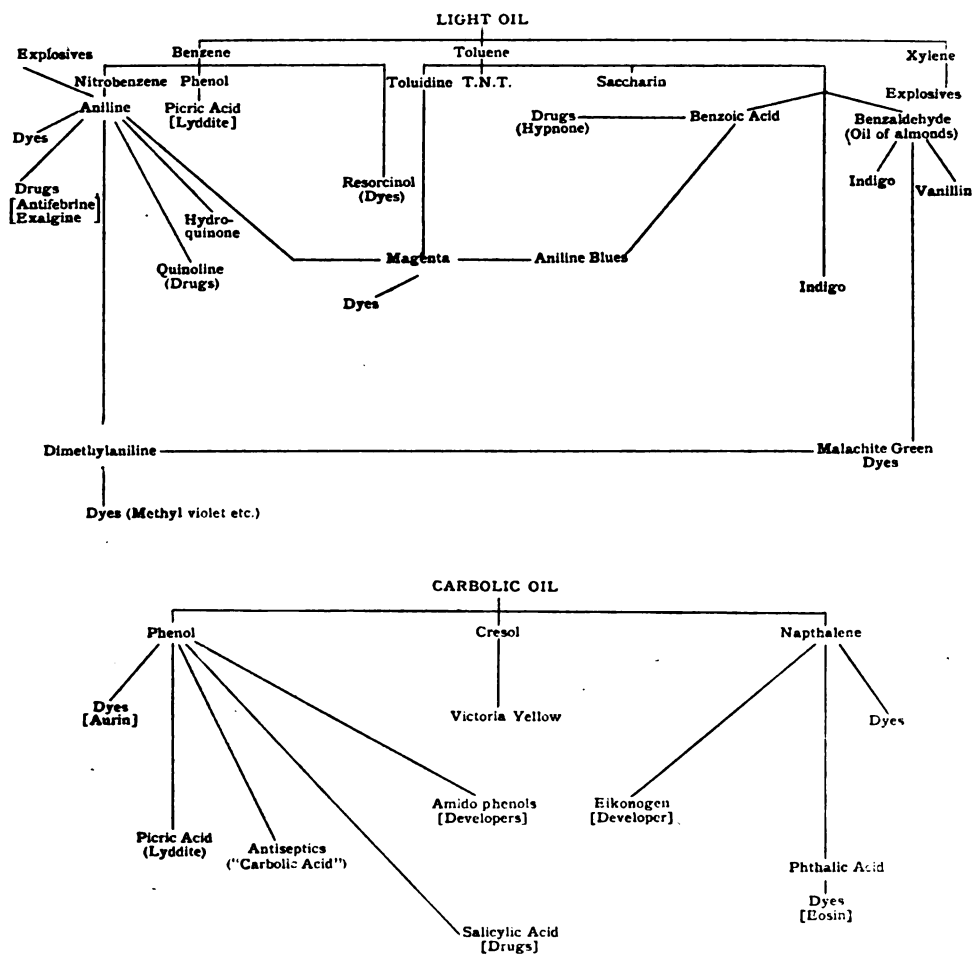 LIGHT OIL
Explosives
Benzene
Toluene
Xylene
Nitrobenzene
Phenol
Toluidine
T.N.T.
Saccharin
Explosives
Aniline
Picric Acid
[Lyddite]
Drugs
(Hypnone)
Benzoic Acid
Benzaldehyde
(Oil of almonds)
Dyes
Drugs
[Antifebrine]
[Exalgine]
Hydro-
quinone
Resorcinol
(Dyes)
Indigo
Vanillin
Quinoline
(Drugs)
Magenta
Aniline Blues
Dyes
Indigo
Dimethylaniline
Malachite Green
Dyes
Dyes (Methyl violet etc.)
CARBOLIC OIL
Phenol
Cresol
Napthalene
Dyes
[Aurin]
Victoria Yellow
Dyes
Picric Acid
(Lyddite)
Antiseptics
("Carbolic Acid")
Amido phenols
[Developers]
Eikonogen
[Developer]
Phthalic Acid
Dyes
[Eosin]
Salicylic Acid
[Drugs]